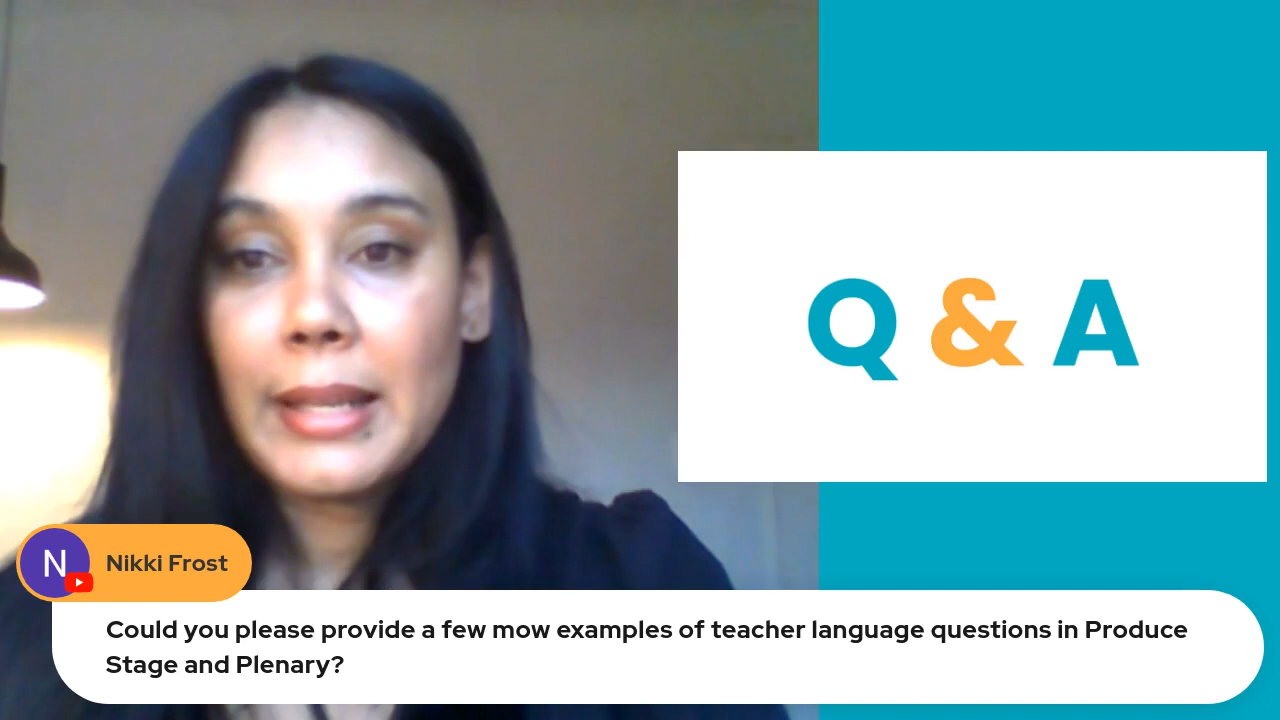 Q & A
N
Nikki Frost
Could you please provide a few mow examples of teacher language questions in Produce
Stage and Plenary?